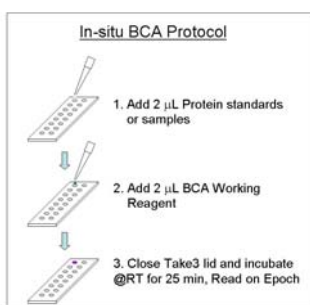 In-situ BCA Protocol
1. Add 2 μL Protein standards
or samples
2. Add 2 μL BCA Working
Reagent
3. Close Take3 lid and incubate
@RT for 25 min, Read on Epoch